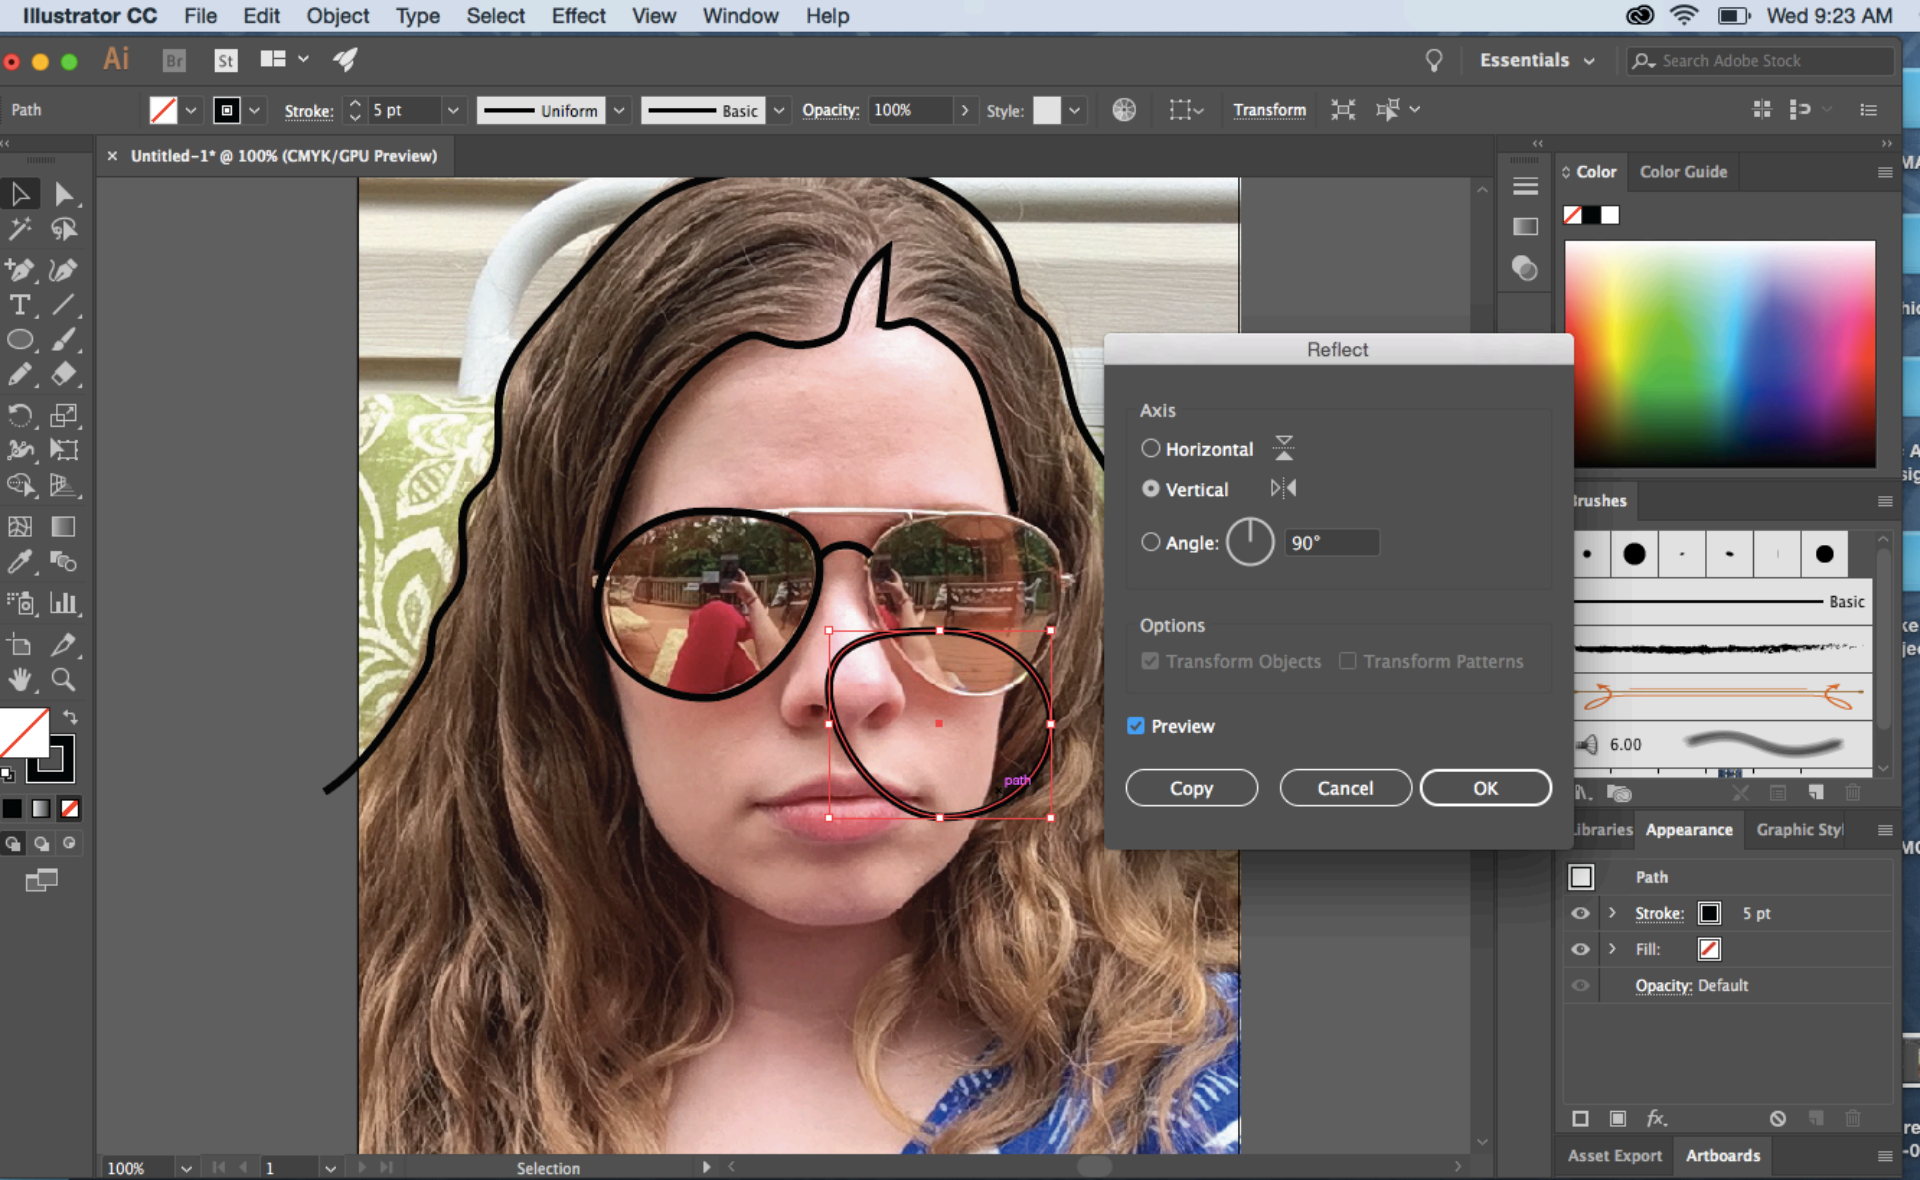 Illustrator CC File Edit Object Type Select Effect View Window Help Wed 9:23 AM
Ai Br St Essentials Search Adobe Stock
Path Stroke: 5 pt Uniform Basic Opacity: 100% Style: Transform
× Untitled-1* @ 100% (CMYK/GPU Preview)
Color Color Guide
Reflect
Axis
Horizontal
Vertical
Angle: 90°
Options
Transform Objects Transform Patterns
Preview
Copy Cancel OK
path
Brushes
Basic
6.00
Libraries Appearance Graphic Styl
Path
Stroke: 5 pt
Fill:
Opacity: Default
fx.
Asset Export Artboards
100% 1 Selection